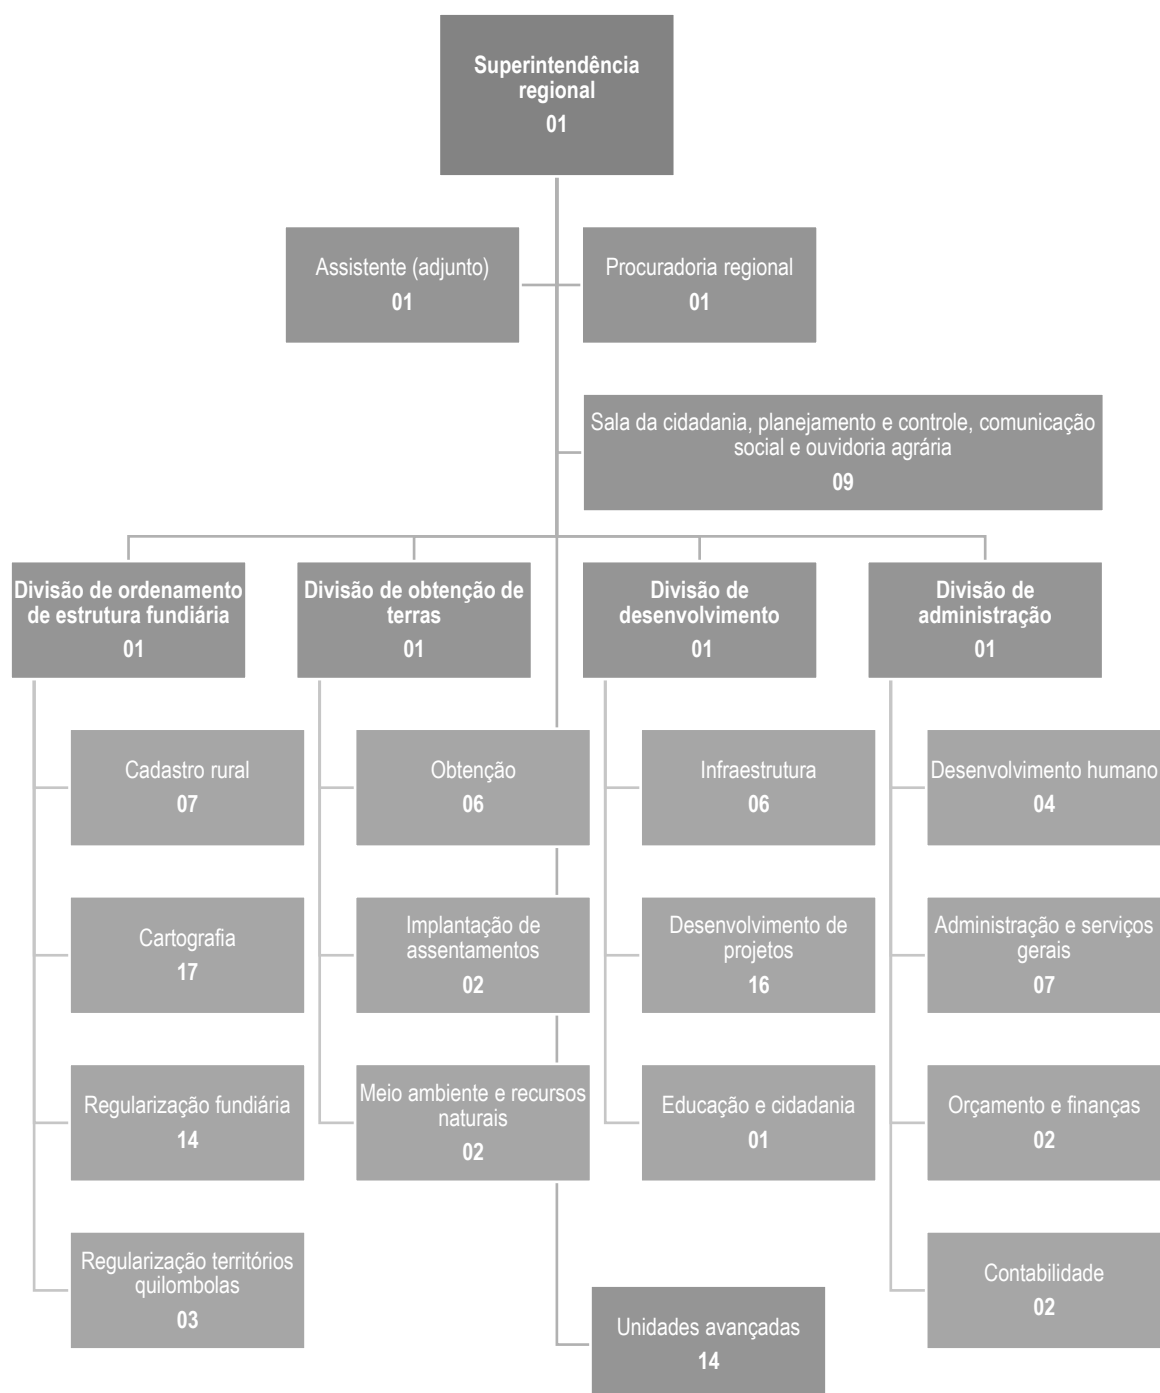 Superintendência
regional
01
Assistente (adjunto)
01
Procuradoria regional
01
Sala da cidadania, planejamento e controle, comunicação
social e ouvidoria agrária
09
Divisão de ordenamento
de estrutura fundiária
01
Divisão de obtenção de
terras
01
Divisão de
desenvolvimento
01
Divisão de
administração
01
Cadastro rural
07
Obtenção
06
Infraestrutura
06
Desenvolvimento humano
04
Cartografia
17
Implantação de
assentamentos
02
Desenvolvimento de
projetos
16
Administração e serviços
gerais
07
Regularização fundiária
14
Meio ambiente e recursos
naturais
02
Educação e cidadania
01
Orçamento e finanças
02
Regularização territórios
quilombolas
03
Contabilidade
02
Unidades avançadas
14